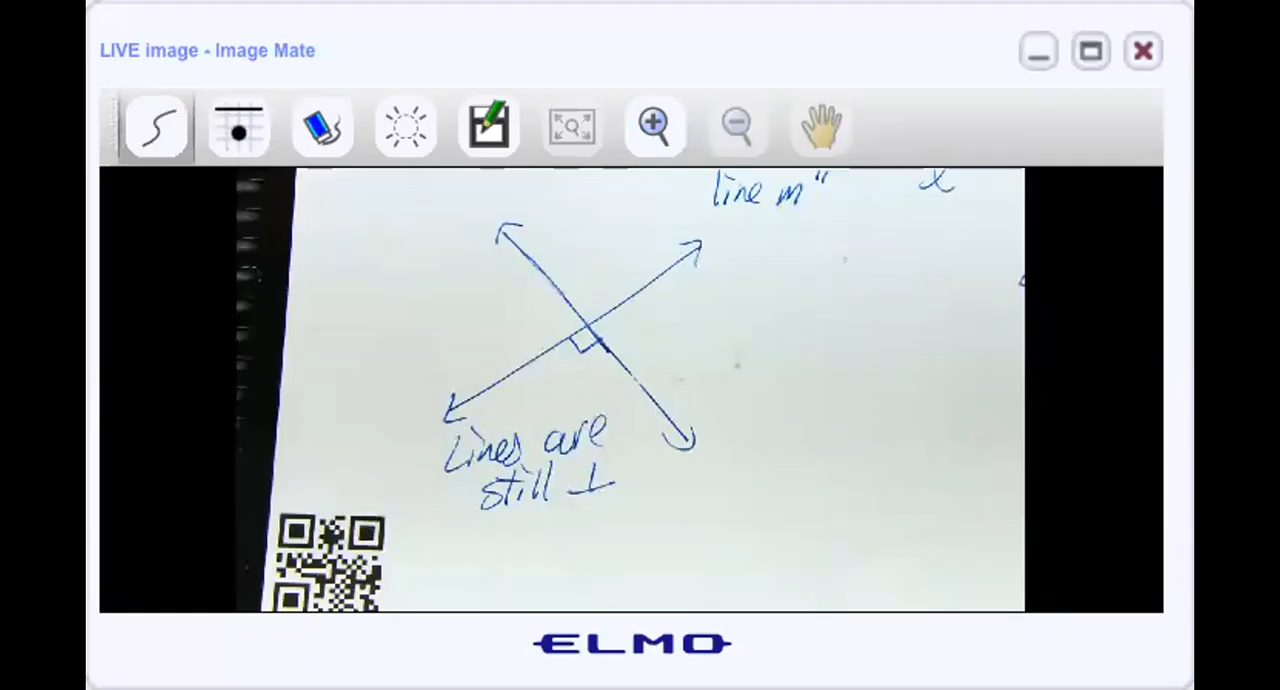 LIVE image - Image Mate
line m"
Lines are
still ⊥
ELMO